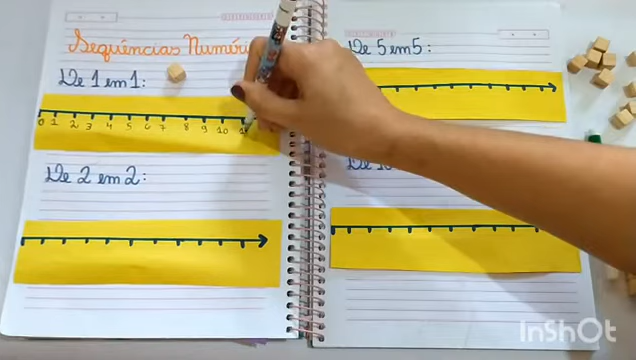 Sequências
De 1 em 1:
0 1 2 3 4 5 6 7 8 9 10
De 2 em 2:
De 5 em 5:
De
InShOt